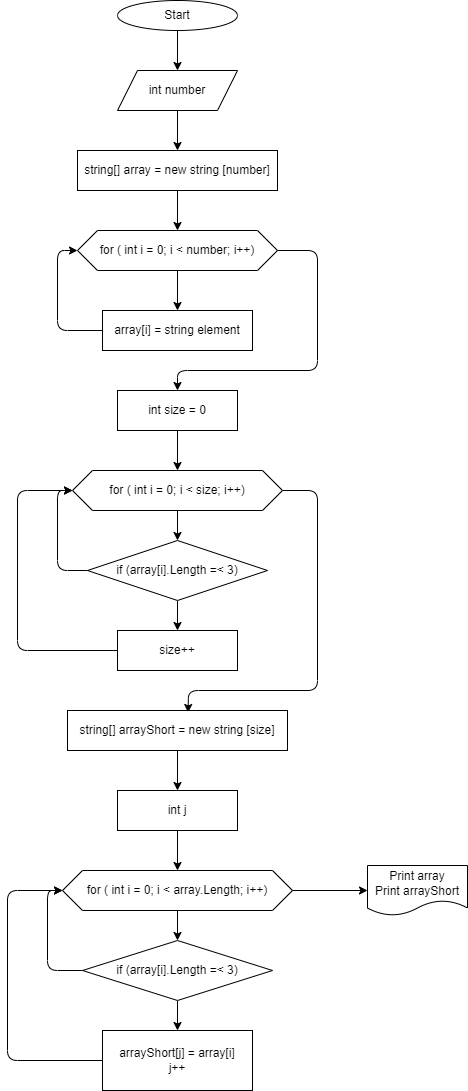 Start
int number
string[] array = new string [number]
for ( int i = 0; i < number; i++)
array[i] = string element
int size = 0
for ( int i = 0; i < size; i++)
if (array[i].Length =< 3)
size++
string[] arrayShort = new string [size]
int j
for ( int i = 0; i < array.Length; i++)
Print array
Print arrayShort
if (array[i].Length =< 3)
arrayShort[j] = array[i]
j++